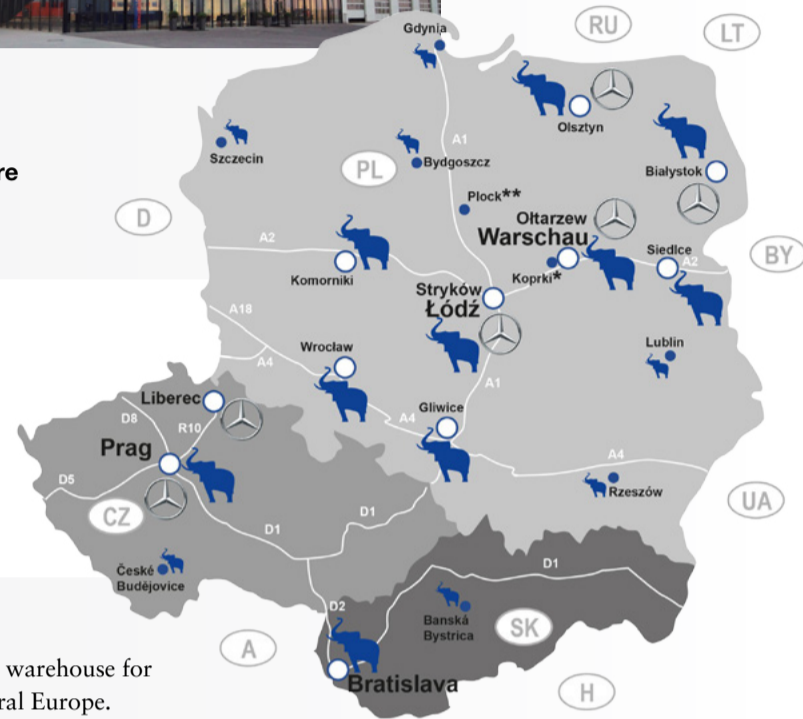 Gdynia
RU
LT
re
Olsztyn
A1
Szczecin
PL
Bydgoszcz
Białystok
Plock**
D
Ołtarzew
Warschau
Siedlce
BY
A2
A2
Komorniki
Koprki*
Stryków
Łódź
A18
Wrocław
Lublin
A4
A1
Liberec
D8
R10
Gliwice
A4
Prag
A4
D5
Rzeszów
UA
CZ
D1
D1
České
Budějovice
D1
D2
Banská
Bystrica
SK
A
warehouse for
ral Europe.
Bratislava
H